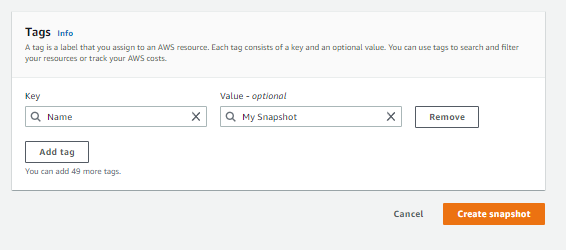 Tags Info
A tag is a label that you assign to an AWS resource. Each tag consists of a key and an optional value. You can use tags to search and filter
your resources or track your AWS costs.
Key Value - optional
Name My Snapshot Remove
Add tag
You can add 49 more tags.
Cancel Create snapshot